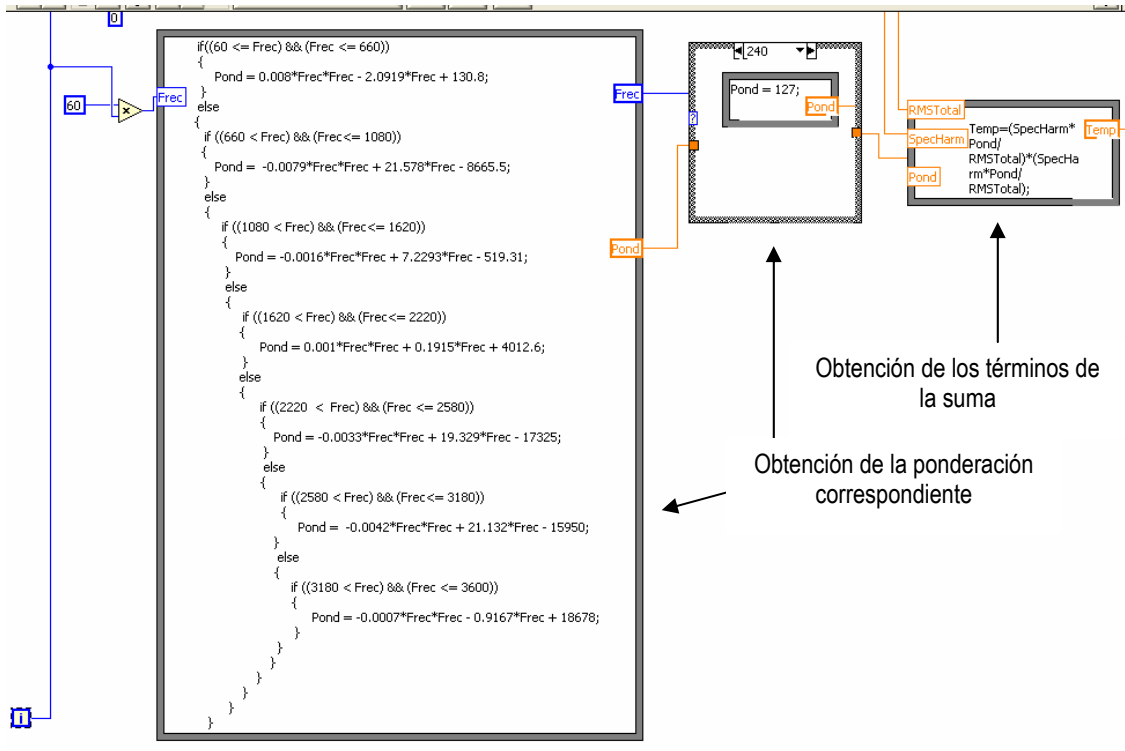 0
60
i
Frec
if((60 <= Frec) && (Frec <= 660))
{
Pond = 0.008*Frec*Frec - 2.0919*Frec + 130.8;
}
else
{
if ((660 < Frec) && (Frec<= 1080))
{
Pond = -0.0079*Frec*Frec + 21.578*Frec - 8665.5;
}
else
{
if ((1080 < Frec) && (Frec<= 1620))
{
Pond = -0.0016*Frec*Frec + 7.2293*Frec - 519.31;
}
else
{
if ((1620 < Frec) && (Frec<= 2220))
{
Pond = 0.001*Frec*Frec + 0.1915*Frec + 4012.6;
}
else
{
if ((2220 < Frec) && (Frec <= 2580))
{
Pond = -0.0033*Frec*Frec + 19.329*Frec - 17325;
}
else
{
if ((2580 < Frec) && (Frec<= 3180))
{
Pond = -0.0042*Frec*Frec + 21.132*Frec - 15950;
}
else
{
if ((3180 < Frec) && (Frec <= 3600))
{
Pond = -0.0007*Frec*Frec - 0.9167*Frec + 18678;
}
}
}
}
}
}
}
Frec
Pond
240
Pond = 127;
Pond
?
RMSTotal
SpecHarm
Pond
Temp=(SpecHarm*
Pond/
RMSTotal)*(SpecHa
rm*Pond/
RMSTotal);
Temp
Obtención de los términos de
la suma
Obtención de la ponderación
correspondiente